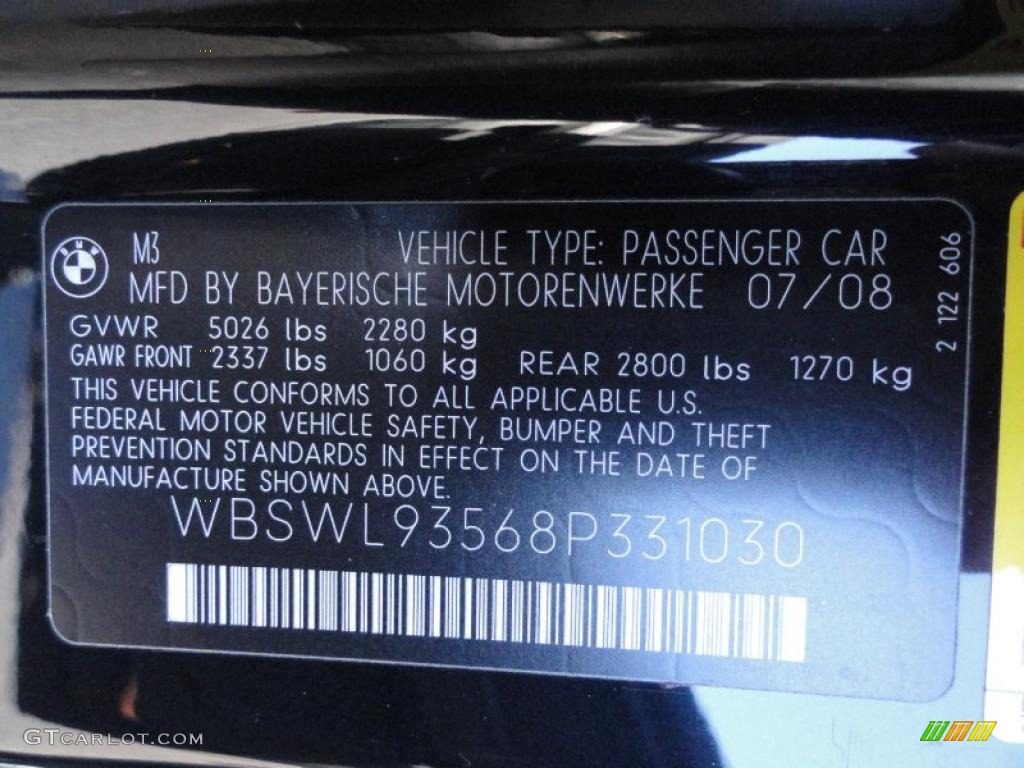 BMW
M3 VEHICLE TYPE: PASSENGER CAR
MFD BY BAYERISCHE MOTORENWERKE 07/08
GVWR 5026 lbs 2280 kg
GAWR FRONT 2337 lbs 1060 kg REAR 2800 lbs 1270 kg
THIS VEHICLE CONFORMS TO ALL APPLICABLE U.S.
FEDERAL MOTOR VEHICLE SAFETY, BUMPER AND THEFT
PREVENTION STANDARDS IN EFFECT ON THE DATE OF
MANUFACTURE SHOWN ABOVE.
WBSWL93568P331030
2 122 606
GTCARLOT.COM